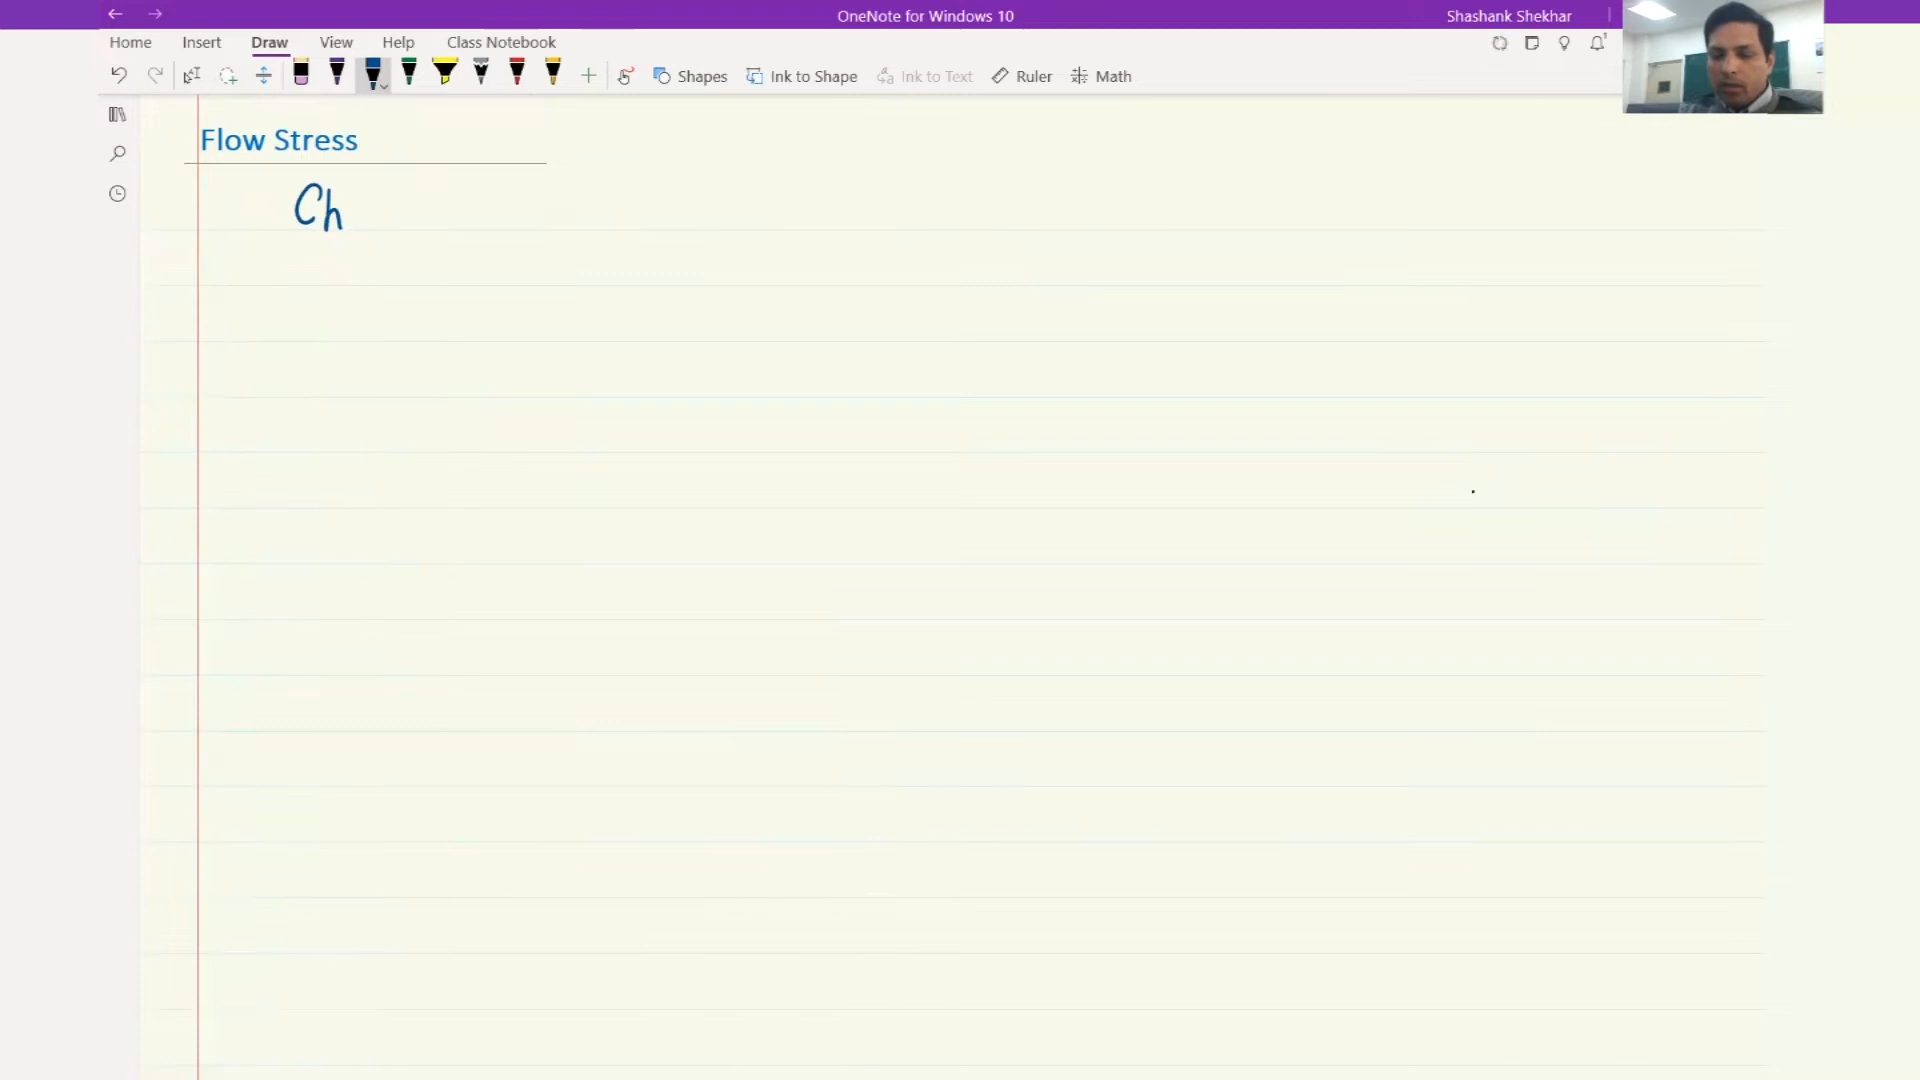 OneNote for Windows 10
Shashank Shekhar
Home Insert Draw View Help Class Notebook
Shapes Ink to Shape Ink to Text Ruler Math
Flow Stress
Ch